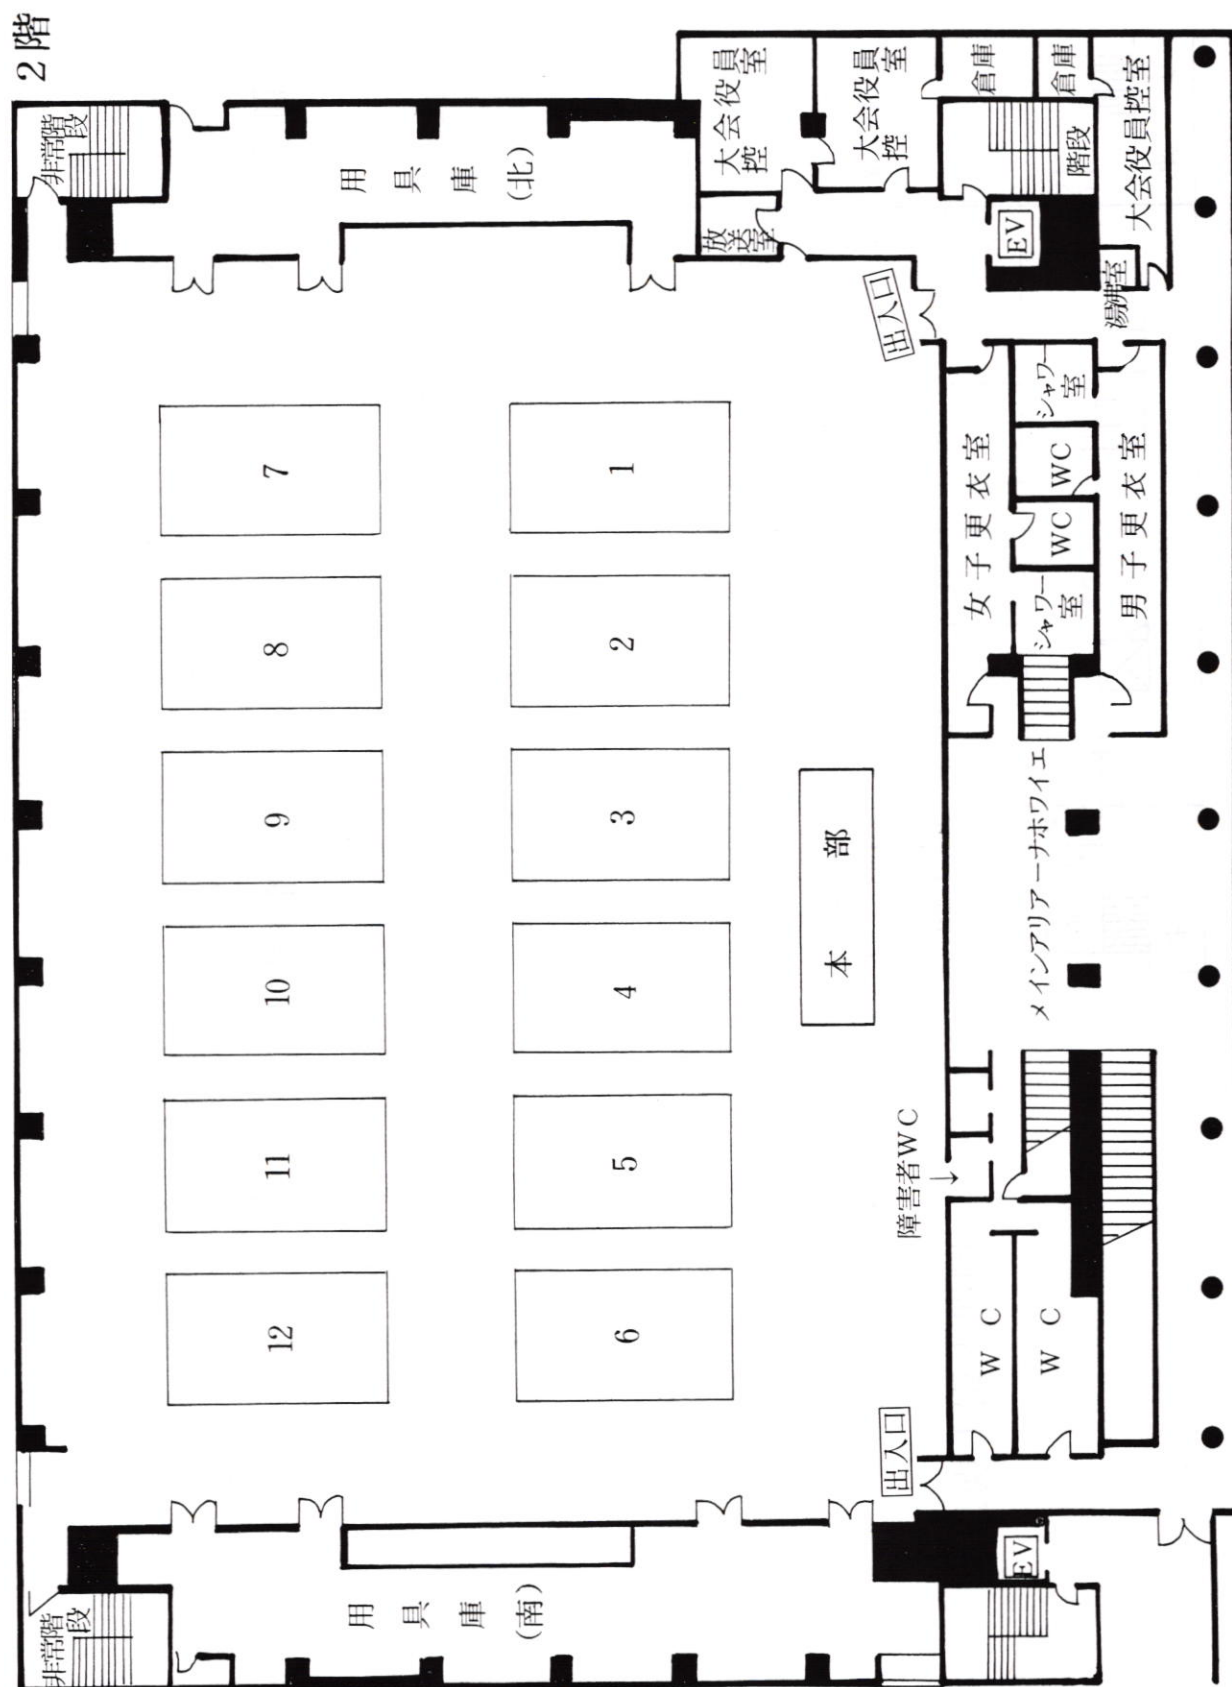 2階
非常階段
用具庫
(北)
大会役員
控室
大会役員
控室
倉庫
倉庫
大会役員控室
階段
放送室
EV
湯沸室
出入口
7
1
女子更衣室
シャワー室
WC
WC
シャワー室
男子更衣室
8
2
9
3
本部
メインアリアーナホワイエ
10
4
11
5
障害者WC
↓
12
6
WC
WC
出入口
EV
非常階段
用具庫
(南)